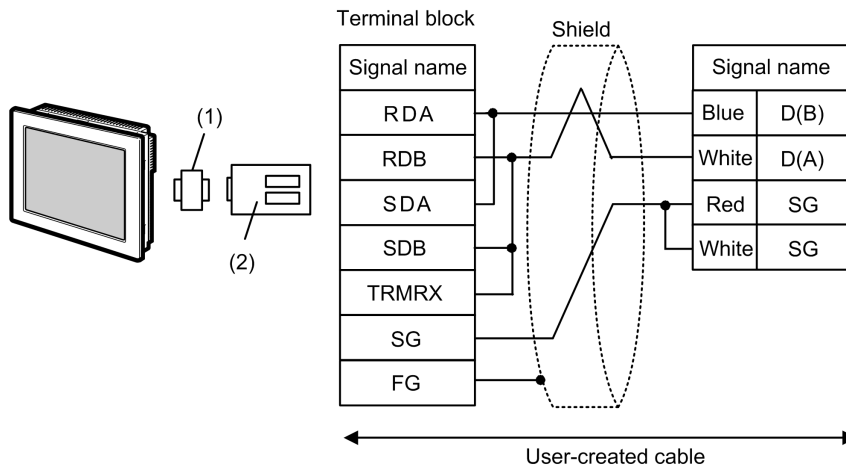 Terminal block
Shield
Signal name
RDA
RDB
SDA
SDB
TRMRX
SG
FG
Signal name
Blue D(B)
White D(A)
Red SG
White SG
(1)
(2)
User-created cable